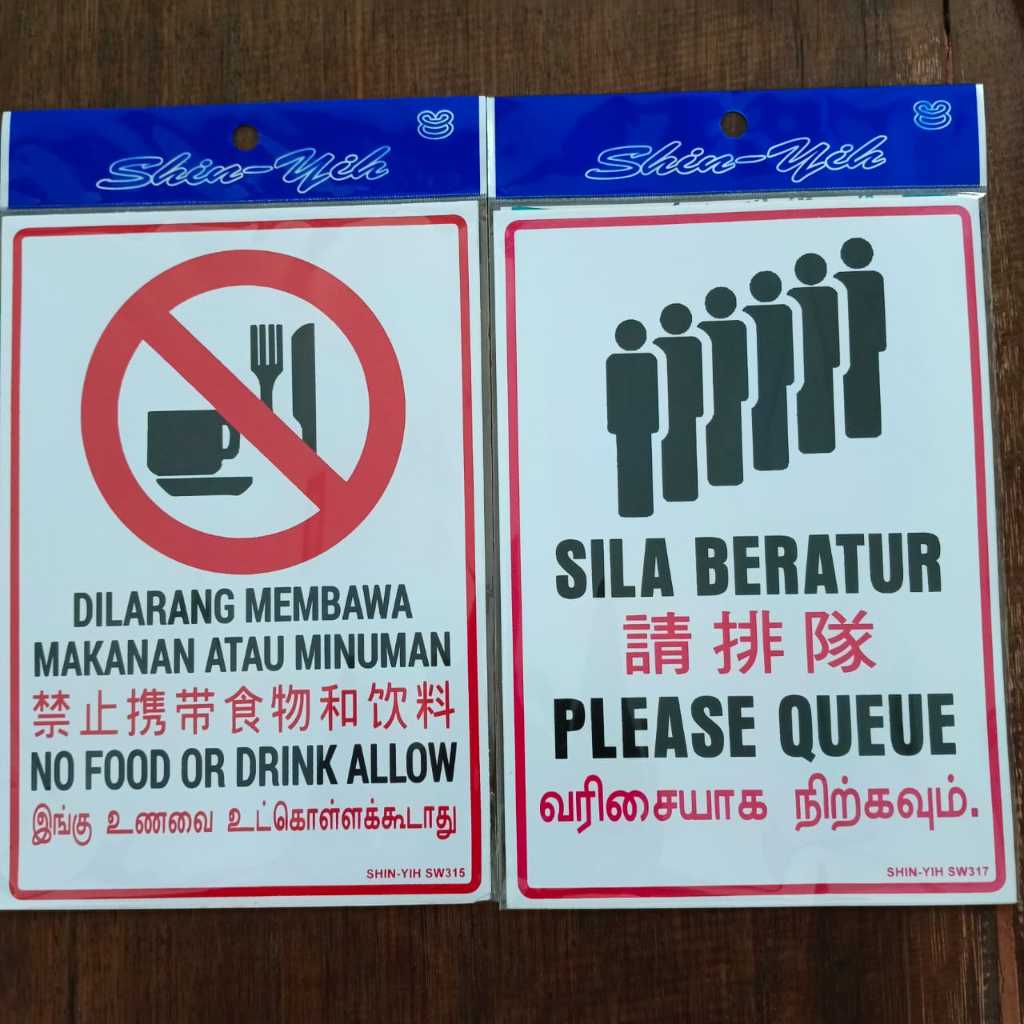 Shin-Yih
DILARANG MEMBAWA
MAKANAN ATAU MINUMAN
禁止携带食物和饮料
NO FOOD OR DRINK ALLOW
இங்கு உணவை உட்கொள்ளக்கூடாது
SHIN-YIH SW315
Shin-Yih
SILA BERATUR
請排隊
PLEASE QUEUE
வரிசையாக நிற்கவும்.
SHIN-YIH SW317